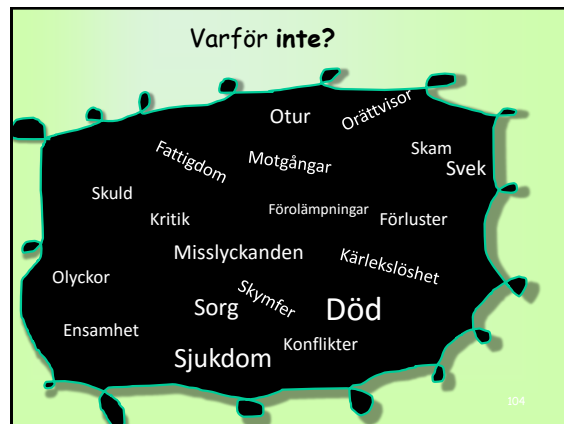 Varför inte?
Otur
Orättvisor
Fattigdom
Motgångar
Skam
Svek
Skuld
Kritik
Förolämpningar
Förluster
Misslyckanden
Kärlekslöshet
Olyckor
Skymfer
Sorg
Död
Ensamhet
Konflikter
Sjukdom
104